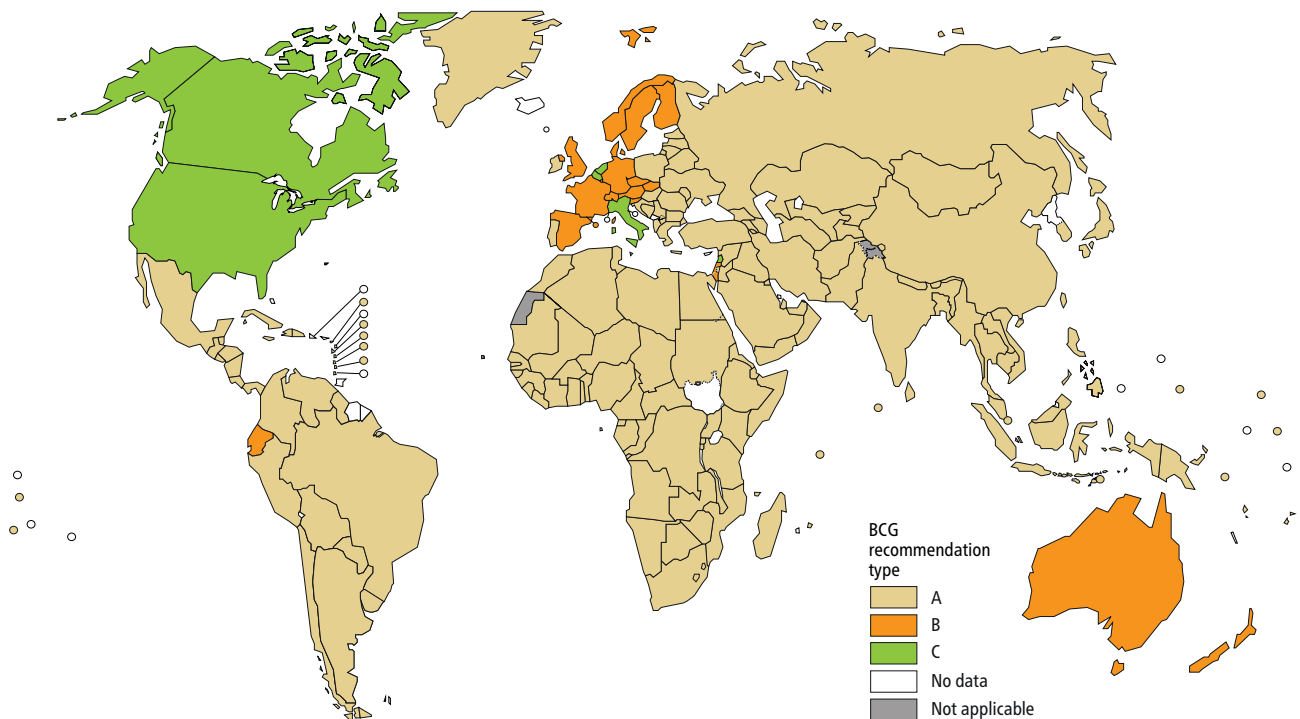 BCG
recommendation
type
A
B
C
No data
Not applicable